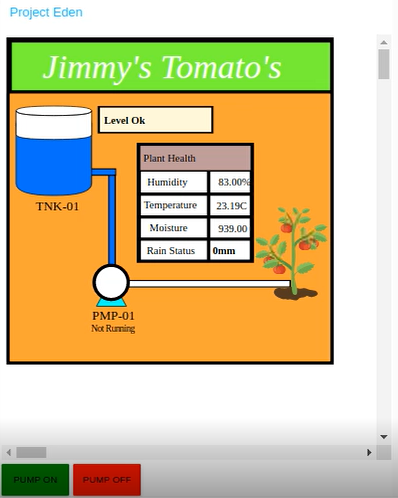 Project Eden
Jimmy's Tomato's
Level Ok
Plant Health
Humidity 83.00%
Temperature 23.19C
Moisture 939.00
Rain Status 0mm
TNK-01
PMP-01
Not Running
PUMP ON PUMP OFF